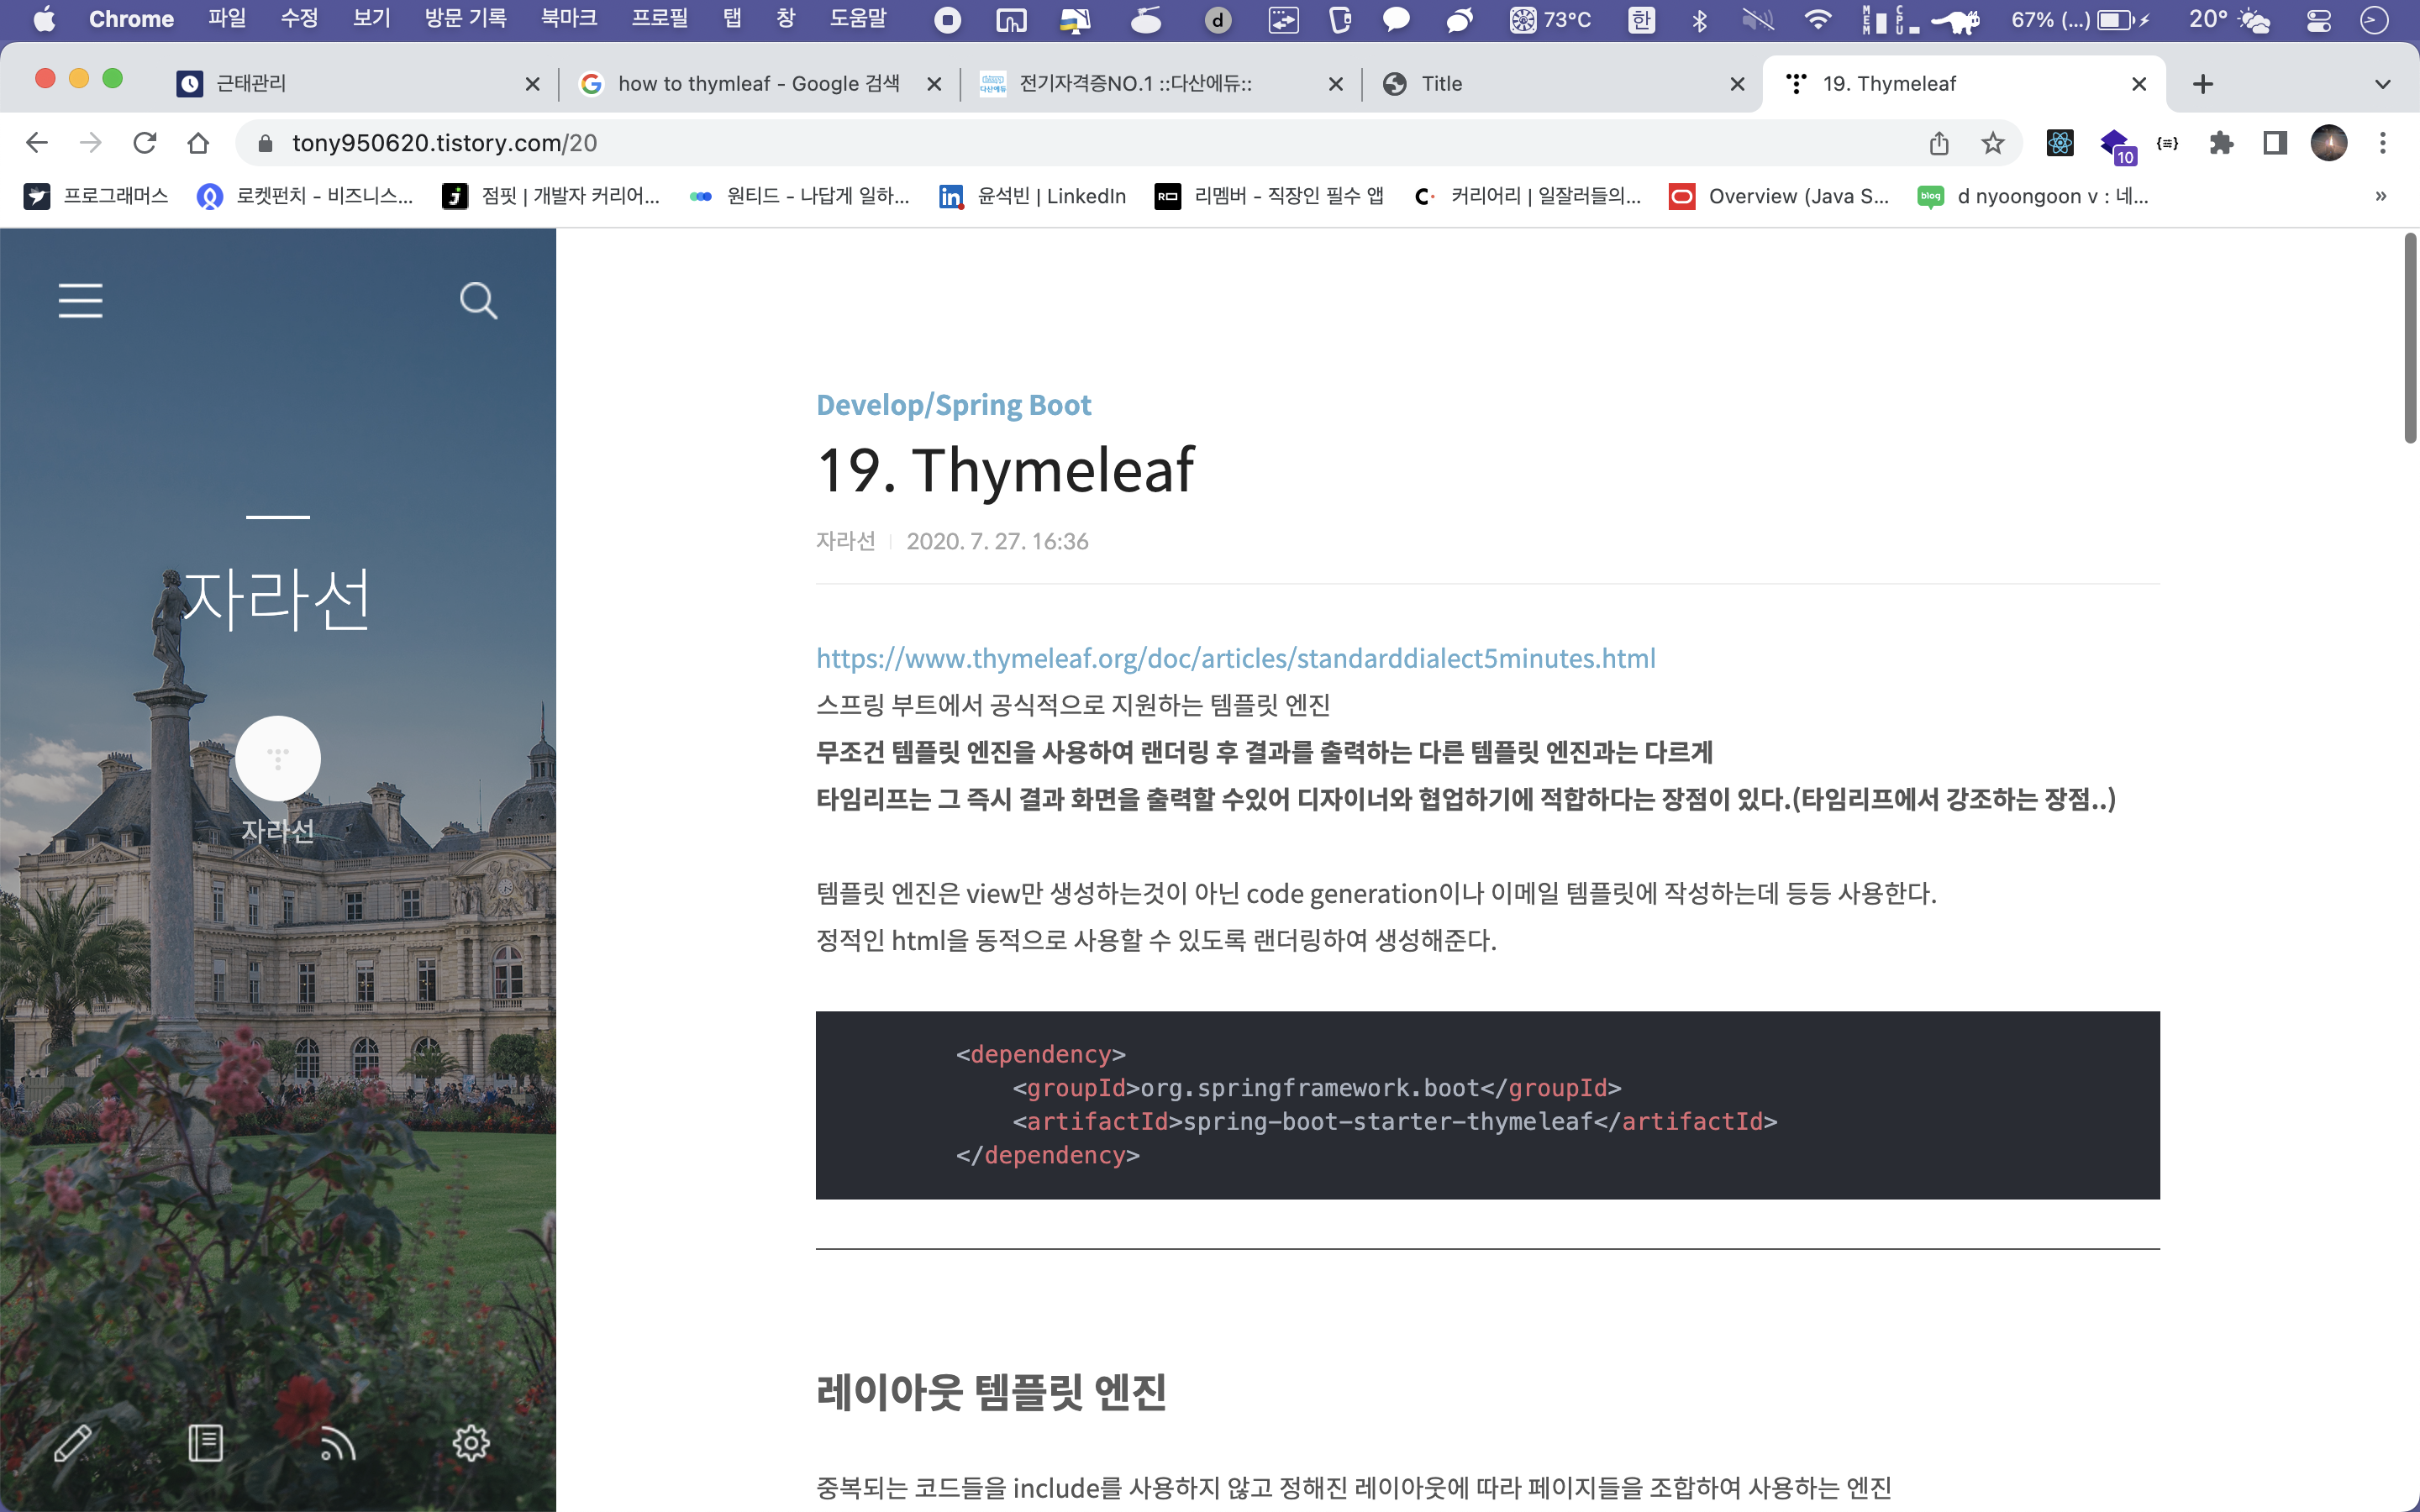 Chrome 파일 수정 보기 방문 기록 북마크 프로필 탭 창 도움말 d 73°C 한 MEM CPU 67% (...) 20°
근태관리 how to thymleaf - Google 검색 전기자격증NO.1 ::다산에듀:: Title 19. Thymeleaf
tony950620.tistory.com/20 10
프로그래머스 로켓펀치 - 비즈니스... 점핏 | 개발자 커리어... 원티드 - 나답게 일하... 윤석빈 | LinkedIn 리멤버 - 직장인 필수 앱 커리어리 | 일잘러들의... Overview (Java S... blog d nyoongoon v : 네... »
자라선
자라선
Develop/Spring Boot
19. Thymeleaf
자라선 2020. 7. 27. 16:36
https://www.thymeleaf.org/doc/articles/standarddialect5minutes.html
스프링 부트에서 공식적으로 지원하는 템플릿 엔진
무조건 템플릿 엔진을 사용하여 랜더링 후 결과를 출력하는 다른 템플릿 엔진과는 다르게
타임리프는 그 즉시 결과 화면을 출력할 수있어 디자이너와 협업하기에 적합하다는 장점이 있다.(타임리프에서 강조하는 장점..)
템플릿 엔진은 view만 생성하는것이 아닌 code generation이나 이메일 템플릿에 작성하는데 등등 사용한다.
정적인 html을 동적으로 사용할 수 있도록 랜더링하여 생성해준다.
<dependency>
<groupId>org.springframework.boot</groupId>
<artifactId>spring-boot-starter-thymeleaf</artifactId>
</dependency>
레이아웃 템플릿 엔진
중복되는 코드들을 include를 사용하지 않고 정해진 레이아웃에 따라 페이지들을 조합하여 사용하는 엔진